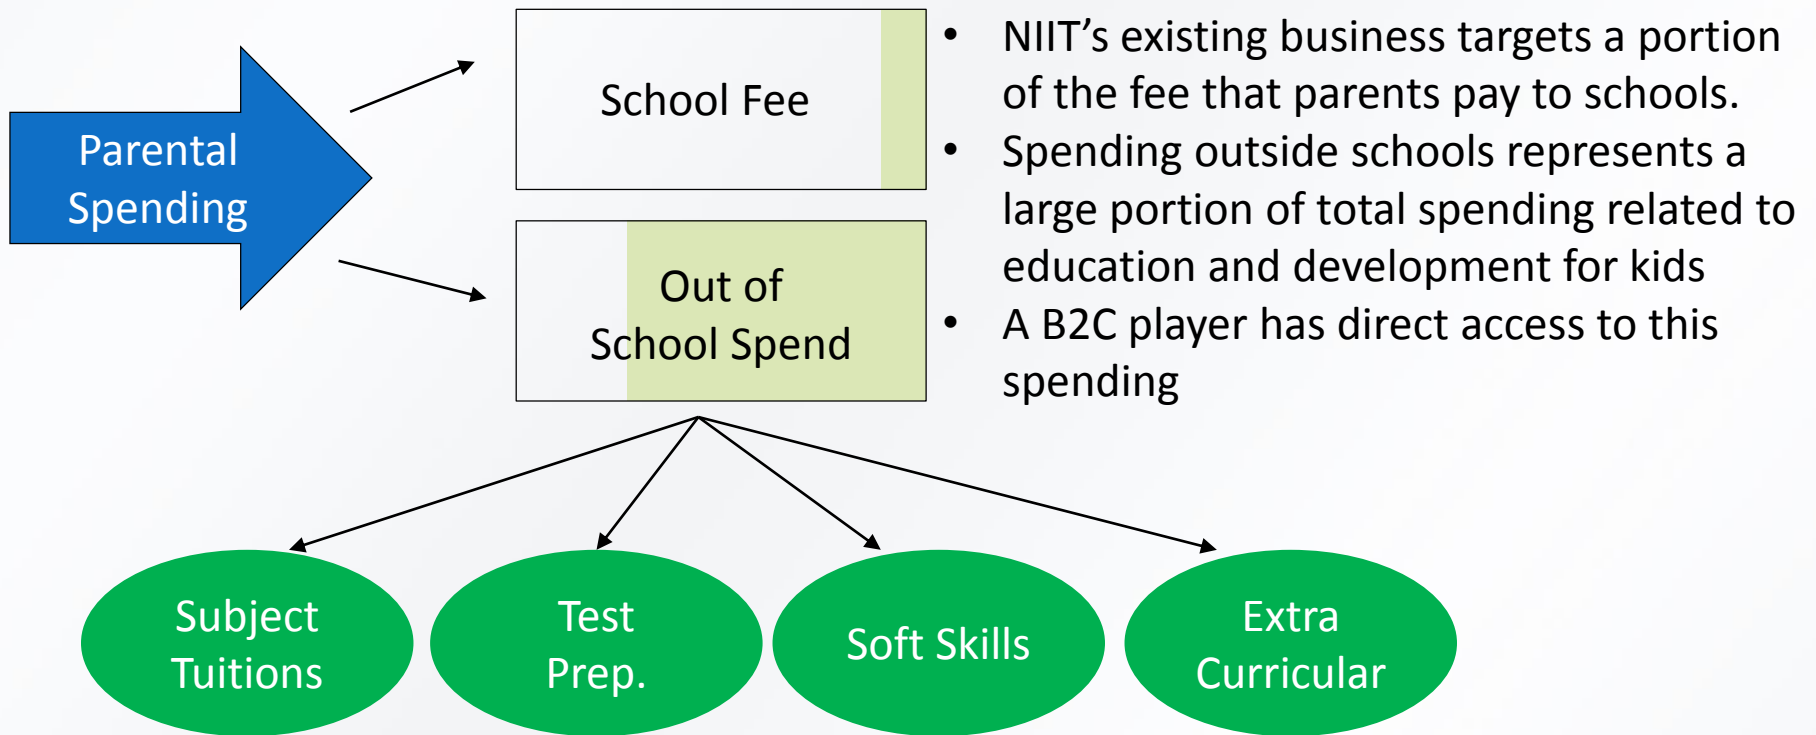 Parental
Spending
School Fee
Out of
School Spend
• NIIT’s existing business targets a portion
of the fee that parents pay to schools.
• Spending outside schools represents a
large portion of total spending related to
education and development for kids
• A B2C player has direct access to this
spending
Subject
Tuitions
Test
Prep.
Soft Skills
Extra
Curricular